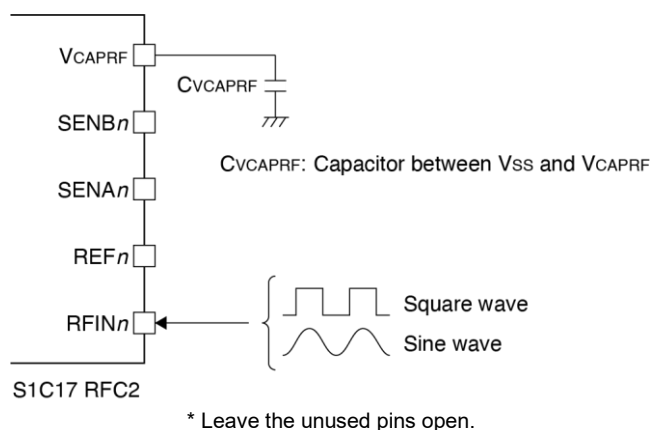 VCAPRF
CVCAPRF
SENBn
CVCAPRF: Capacitor between VSS and VCAPRF
SENAn
REFn
RFINn
Square wave
Sine wave
S1C17 RFC2
* Leave the unused pins open.